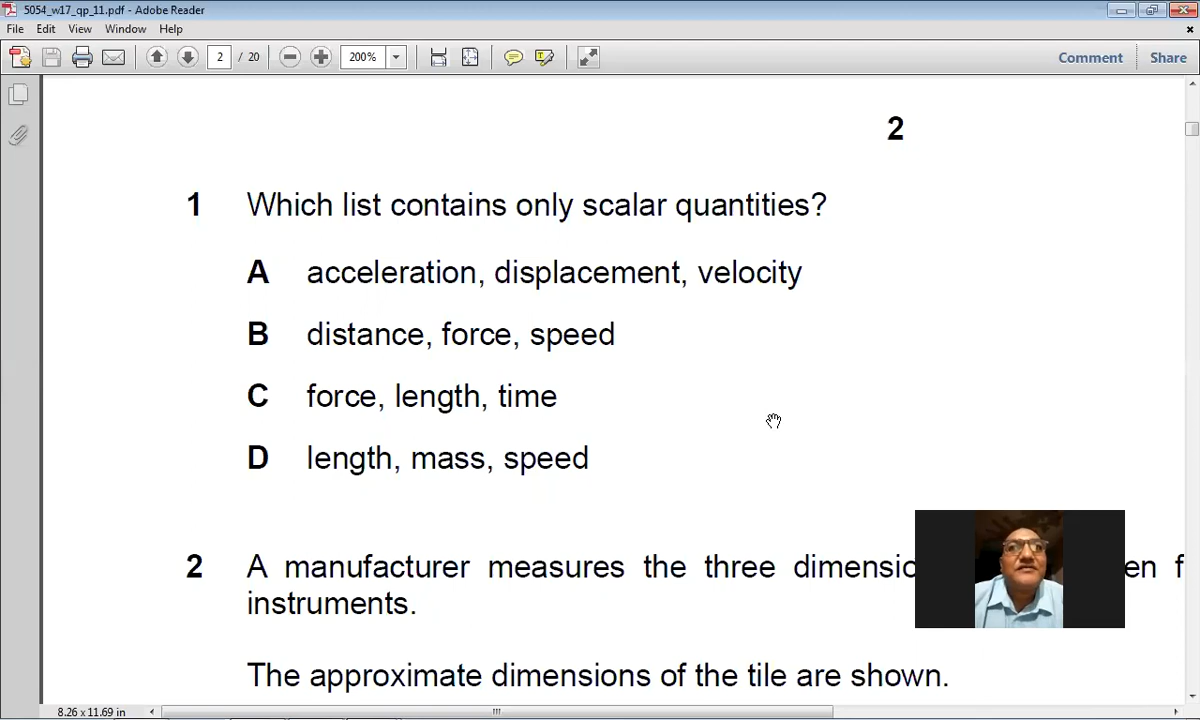 5054_w17_qp_11.pdf - Adobe Reader
File Edit View Window Help
2 / 20 200% Comment Share
2
1 Which list contains only scalar quantities?
A acceleration, displacement, velocity
B distance, force, speed
C force, length, time
D length, mass, speed
2 A manufacturer measures the three dimensio en f
instruments.
The approximate dimensions of the tile are shown.
8.26 x 11.69 in